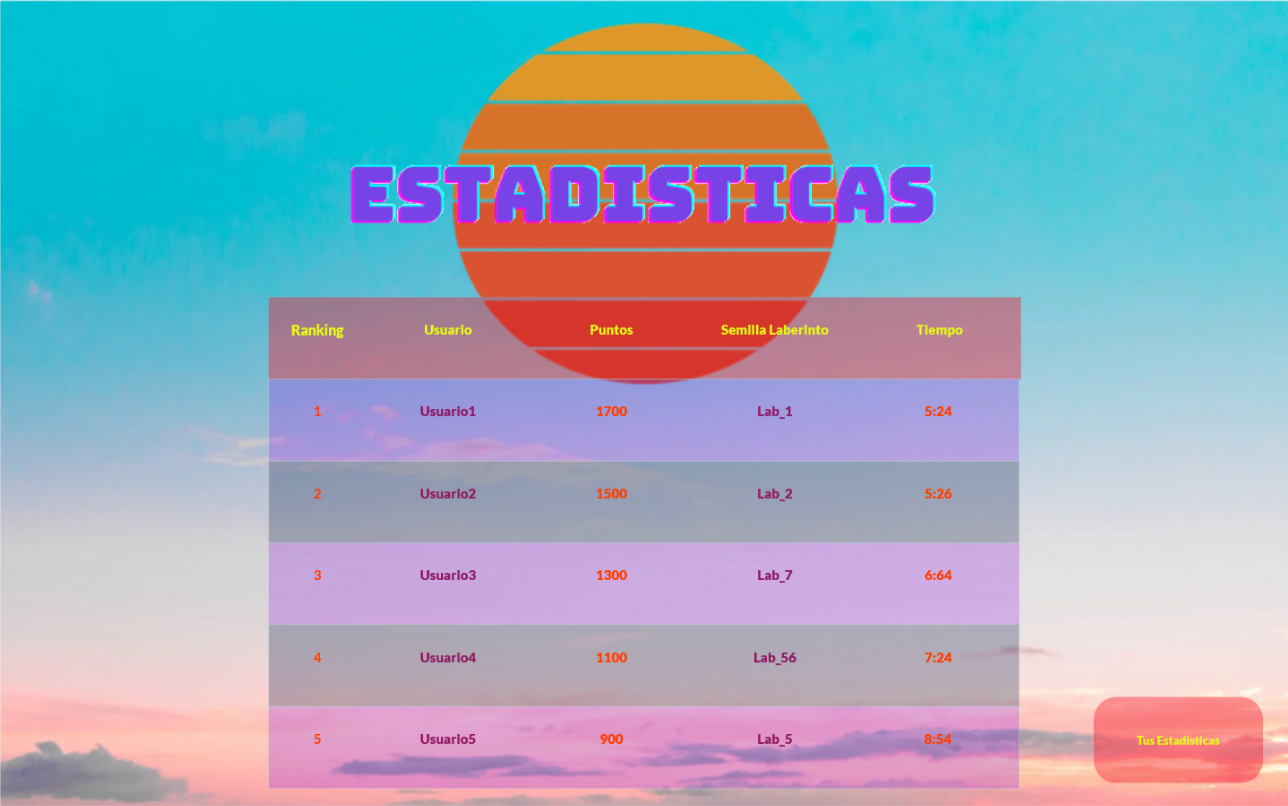 ESTADISTICAS
Ranking Usuario Puntos Semilla Laberinto Tiempo
1 Usuario1 1700 Lab_1 5:24
2 Usuario2 1500 Lab_2 5:26
3 Usuario3 1300 Lab_7 6:64
4 Usuario4 1100 Lab_56 7:24
5 Usuario5 900 Lab_5 8:54
Tus Estadisticas